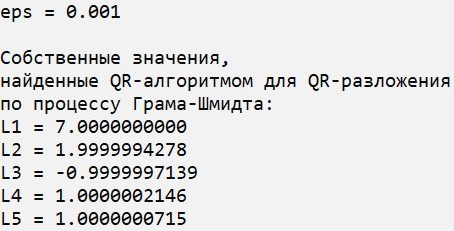 eps = 0.001
Собственные значения,
найденные QR-алгоритмом для QR-разложения
по процессу Грама-Шмидта:
L1 = 7.0000000000
L2 = 1.9999994278
L3 = -0.9999997139
L4 = 1.0000002146
L5 = 1.0000000715